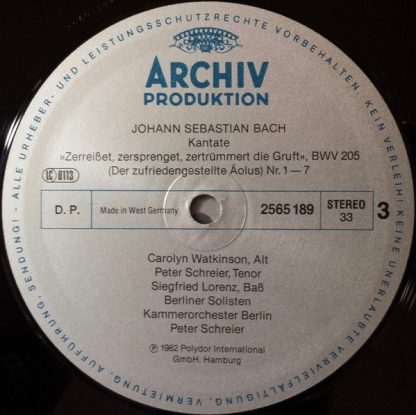 ALLE URHEBER- UND LEISTUNGSSCHUTZRECHTE VORBEHALTEN · KEIN VERLEIH! KEINE UNERLAUBTE VERVIELFÄLTIGUNG, VERMIETUNG, AUFFÜHRUNG, SENDUNG!
ARCHIV
PRODUKTION
JOHANN SEBASTIAN BACH
Kantate
»Zerreißet, zersprenget, zertrümmert die Gruft«, BWV 205
(Der zufriedengestellte Äolus) Nr. 1 – 7
LC 0113
D. P.
Made in West Germany
2565 189
STEREO
33
3
Carolyn Watkinson, Alt
Peter Schreier, Tenor
Siegfried Lorenz, Baß
Berliner Solisten
Kammerorchester Berlin
Peter Schreier
℗ 1982 Polydor International
GmbH. Hamburg